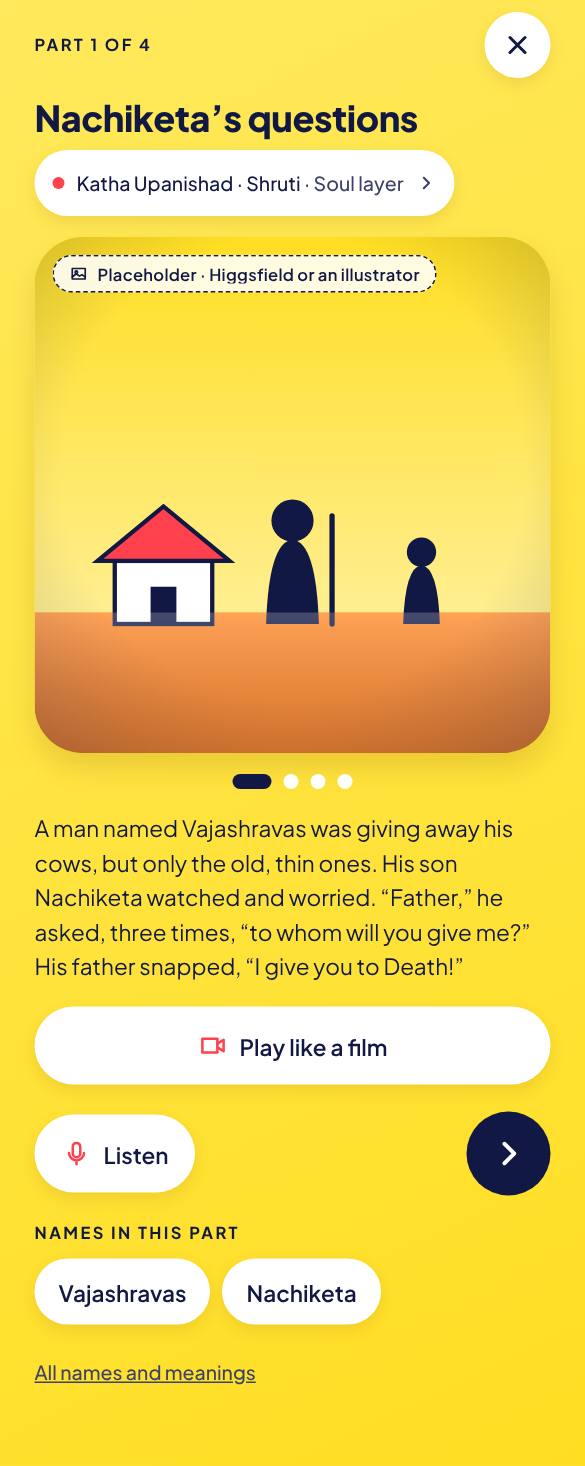 PART 1 OF 4
Nachiketa’s questions
Katha Upanishad · Shruti · Soul layer
Placeholder · Higgsfield or an illustrator
A man named Vajashravas was giving away his
cows, but only the old, thin ones. His son
Nachiketa watched and worried. “Father,” he
asked, three times, “to whom will you give me?”
His father snapped, “I give you to Death!”
Play like a film
Listen
NAMES IN THIS PART
Vajashravas
Nachiketa
All names and meanings